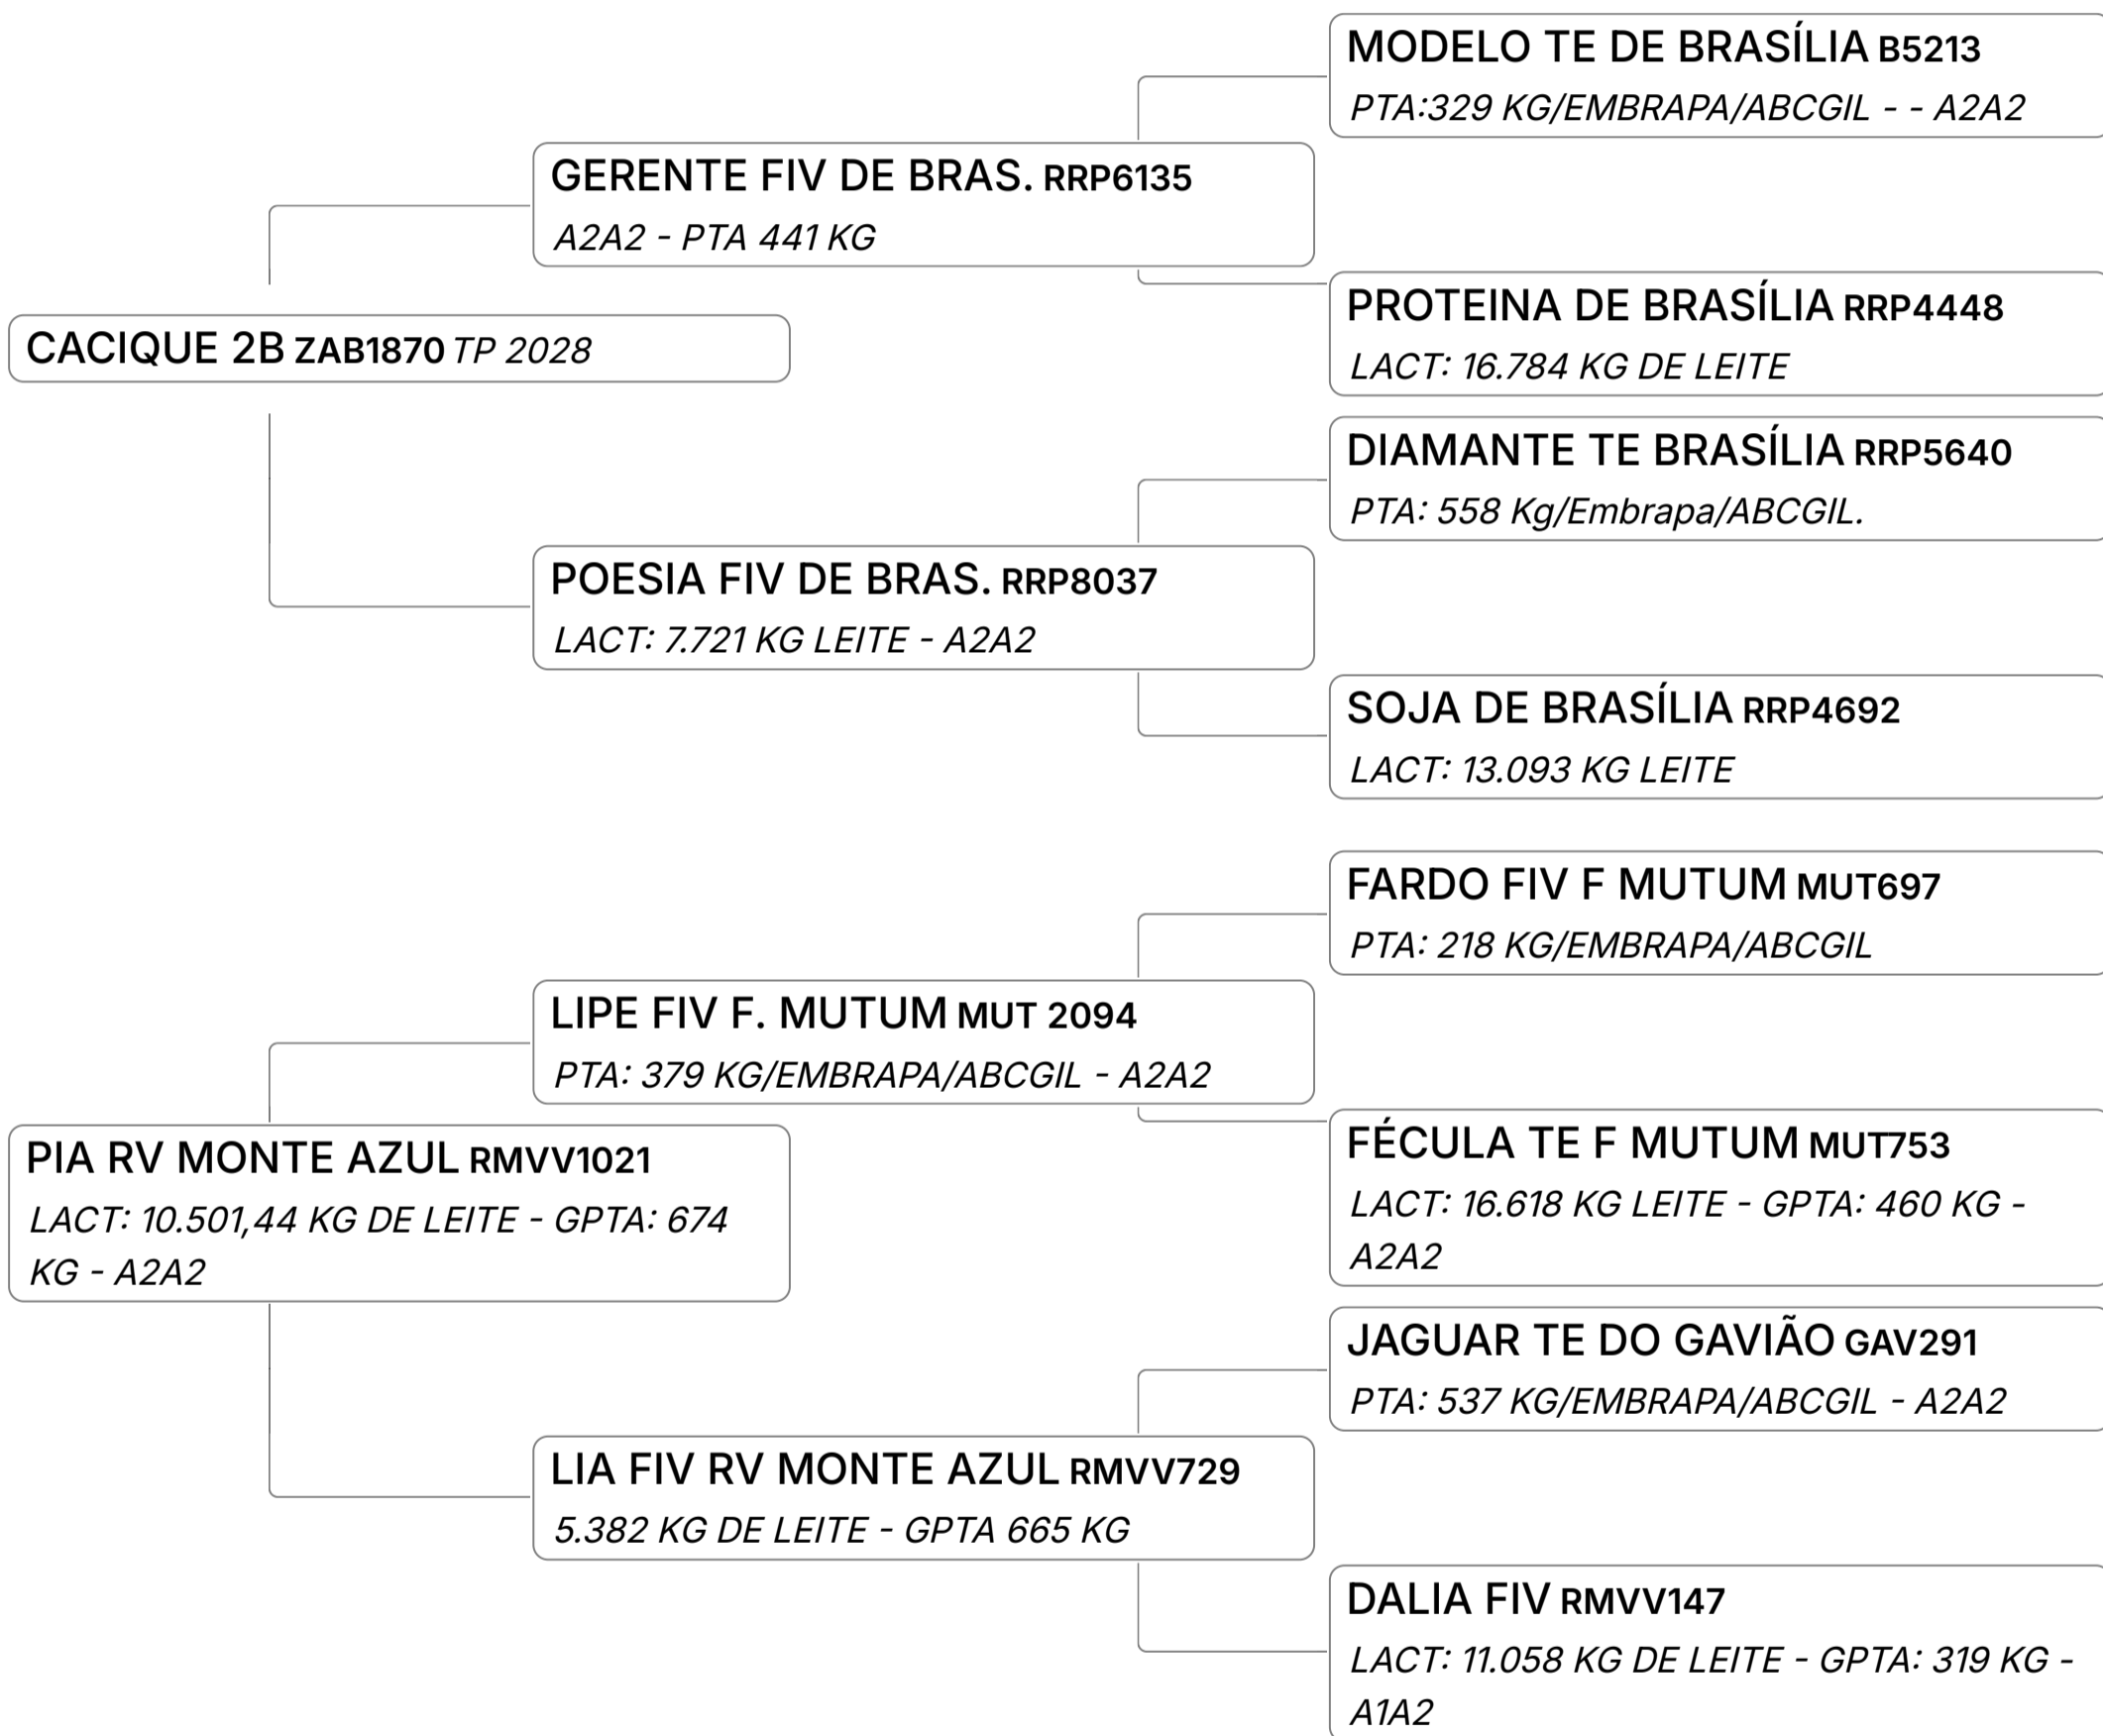 MODELO TE DE BRASÍLIA B5213
PTA:329 KG/EMBRAPA/ABCGIL - - A2A2
GERENTE FIV DE BRAS. RRP6135
A2A2 - PTA 441 KG
PROTEINA DE BRASÍLIA RRP4448
LACT: 16.784 KG DE LEITE
CACIQUE 2B ZAB1870 TP 2028
DIAMANTE TE BRASÍLIA RRP5640
PTA: 558 Kg/Embrapa/ABCGIL.
POESIA FIV DE BRAS. RRP8037
LACT: 7.721 KG LEITE - A2A2
SOJA DE BRASÍLIA RRP4692
LACT: 13.093 KG LEITE
FARDO FIV F MUTUM MUT697
PTA: 218 KG/EMBRAPA/ABCGIL
LIPE FIV F. MUTUM MUT 2094
PTA: 379 KG/EMBRAPA/ABCGIL - A2A2
FÉCULA TE F MUTUM MUT753
LACT: 16.618 KG LEITE - GPTA: 460 KG -
A2A2
PIA RV MONTE AZUL RMVV1021
LACT: 10.501,44 KG DE LEITE - GPTA: 674
KG - A2A2
JAGUAR TE DO GAVIÃO GAV291
PTA: 537 KG/EMBRAPA/ABCGIL - A2A2
LIA FIV RV MONTE AZUL RMVV729
5.382 KG DE LEITE - GPTA 665 KG
DALIA FIV RMVV147
LACT: 11.058 KG DE LEITE - GPTA: 319 KG -
A1A2